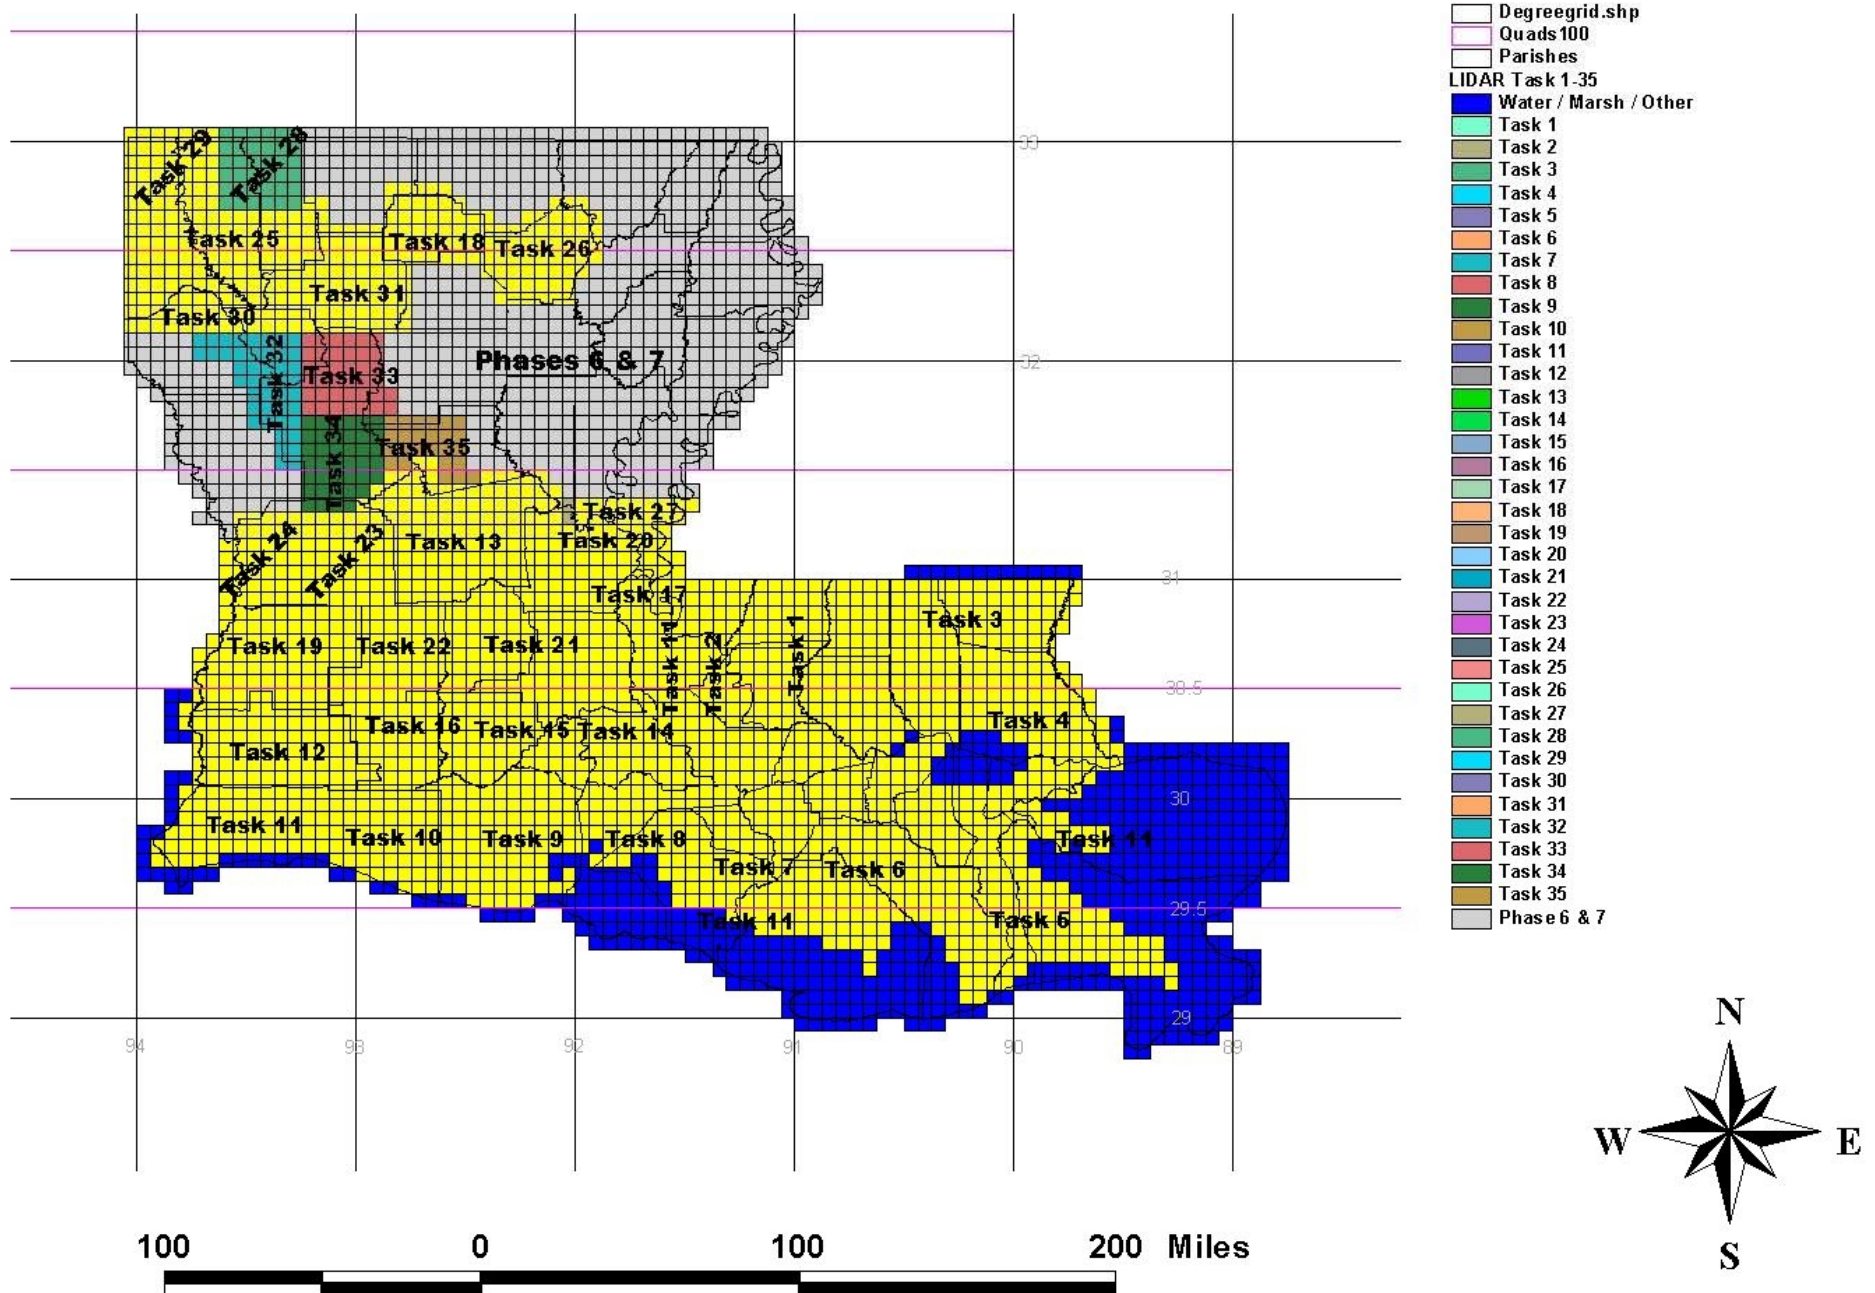 Degreegrid.shp
Quads100
Parishes
LIDAR Task 1-35
Water / Marsh / Other
Task 1
Task 2
Task 3
Task 4
Task 5
Task 6
Task 7
Task 8
Task 9
Task 10
Task 11
Task 12
Task 13
Task 14
Task 15
Task 16
Task 17
Task 18
Task 19
Task 20
Task 21
Task 22
Task 23
Task 24
Task 25
Task 26
Task 27
Task 28
Task 29
Task 30
Task 31
Task 32
Task 33
Task 34
Task 35
Phase 6 & 7
33
Task 29
Task 28
Task 25
Task 18
Task 26
Task 31
Task 30
Task 32
Phases 6 & 7
32
Task 33
Task 34
Task 35
Task 27
Task 24
Task 23
Task 13
Task 20
31
Task 17
Task 3
Task 19
Task 22
Task 21
Task 11
Task 2
Task 1
30.5
Task 16
Task 15
Task 14
Task 4
Task 12
30
Task 11
Task 10
Task 9
Task 8
Task 11
Task 7
Task 6
29.5
Task 11
Task 5
29
94
93
92
91
90
89
N
W
E
S
100
0
100
200 Miles